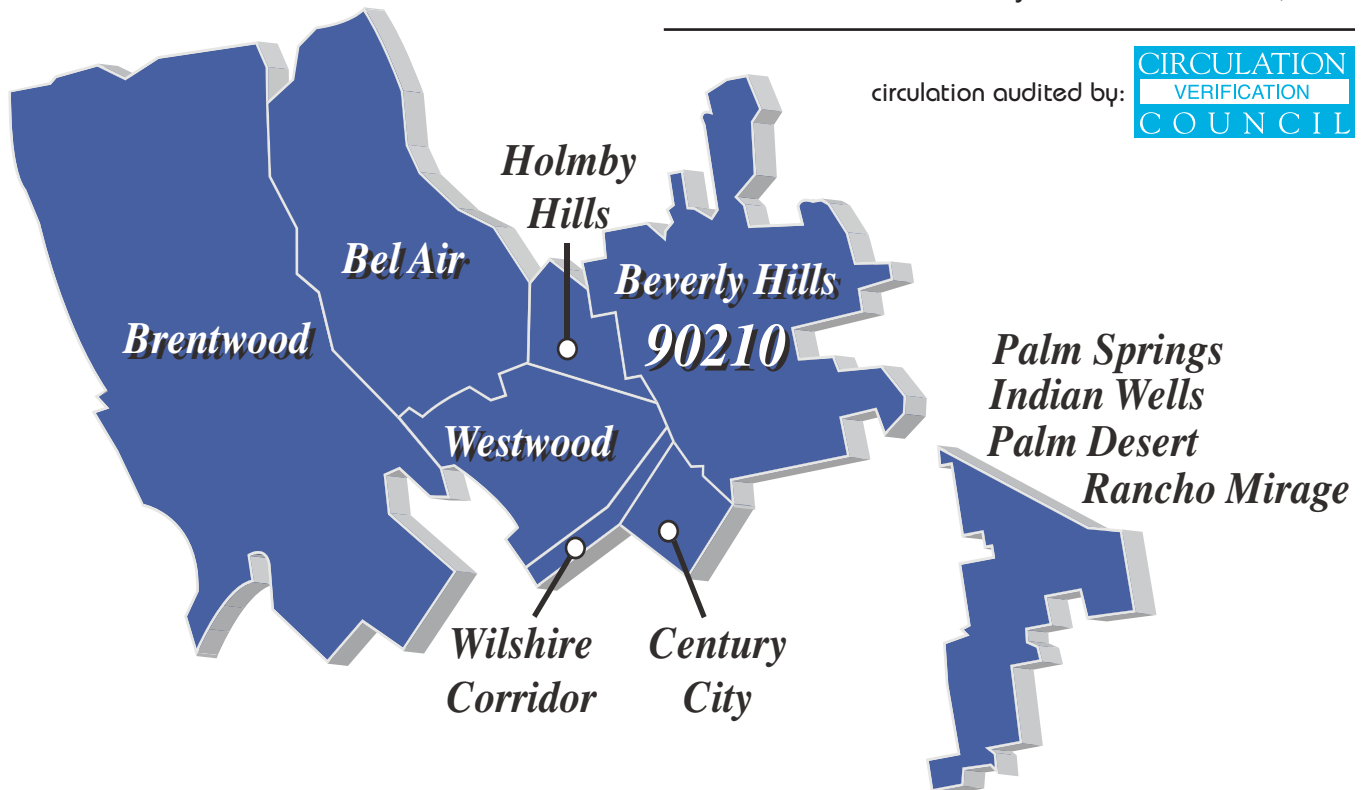 circulation audited by:
CIRCULATION
VERIFICATION
COUNCIL
Holmby
Hills
Bel Air
Beverly Hills
90210
Brentwood
Palm Springs
Indian Wells
Palm Desert
Rancho Mirage
Westwood
Wilshire
Corridor
Century
City